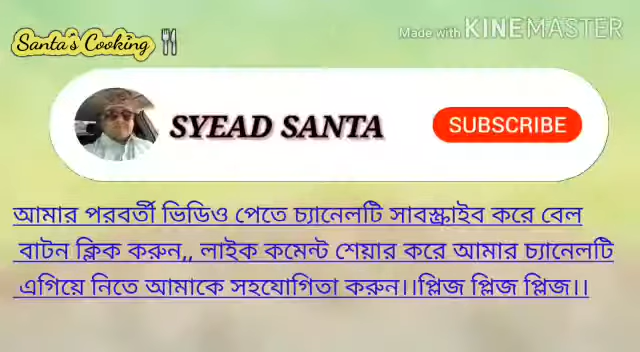 Santa's Cooking
Made with KINEMASTER
SYEAD SANTA
SUBSCRIBE
আমার পরবর্তী ভিডিও পেতে চ্যানেলটি সাবস্ক্রাইব করে বেল
বাটন ক্লিক করুন,, লাইক কমেন্ট শেয়ার করে আমার চ্যানেলটি
এগিয়ে নিতে আমাকে সহযোগিতা করুন।।প্লিজ প্লিজ প্লিজ।।